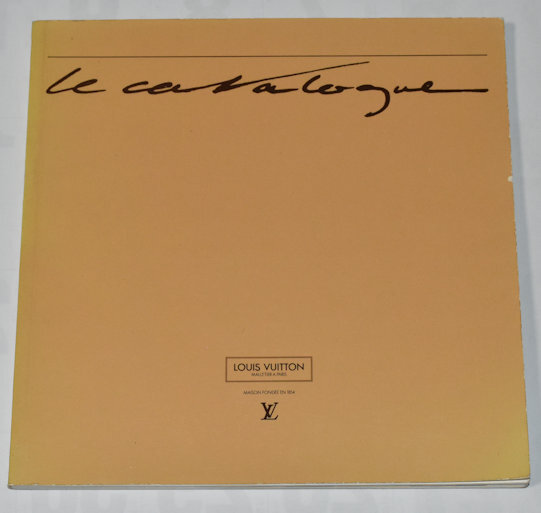 le catalogue
LOUIS VUITTON
MALLETIER A PARIS
MAISON FONDÉE EN 1854
LV